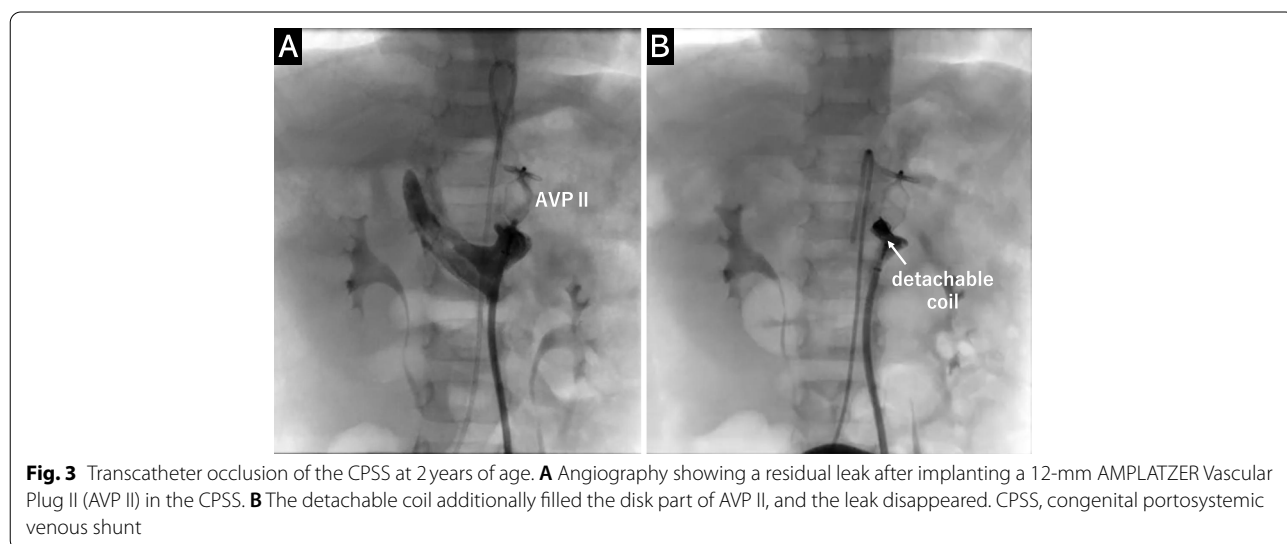 A
B
AVP II
detachable
coil
Fig. 3 Transcatheter occlusion of the CPSS at 2 years of age. A Angiography showing a residual leak after implanting a 12-mm AMPLATZER Vascular
Plug II (AVP II) in the CPSS. B The detachable coil additionally filled the disk part of AVP II, and the leak disappeared. CPSS, congenital portosystemic
venous shunt